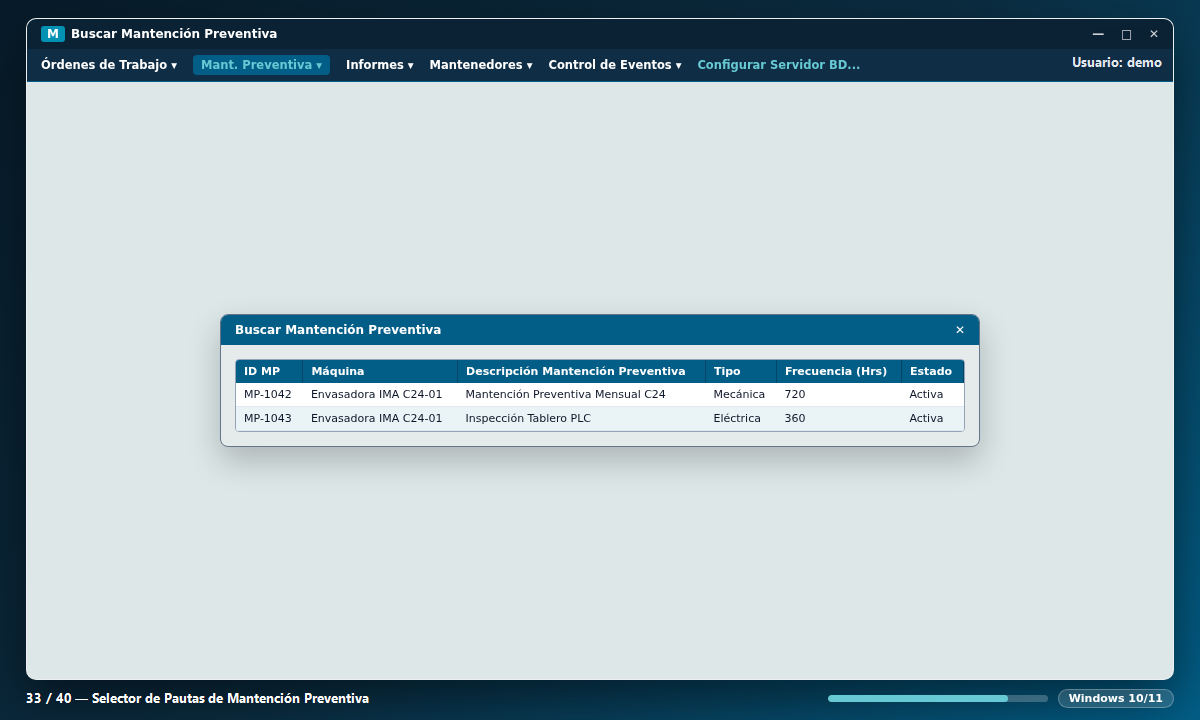 M Buscar Mantención Preventiva — □ ✕
Órdenes de Trabajo ▾ Mant. Preventiva ▾ Informes ▾ Mantenedores ▾ Control de Eventos ▾ Configurar Servidor BD... Usuario: demo
Buscar Mantención Preventiva ✕
ID MP Máquina Descripción Mantención Preventiva Tipo Frecuencia (Hrs) Estado
MP-1042 Envasadora IMA C24-01 Mantención Preventiva Mensual C24 Mecánica 720 Activa
MP-1043 Envasadora IMA C24-01 Inspección Tablero PLC Eléctrica 360 Activa
33 / 40 — Selector de Pautas de Mantención Preventiva Windows 10/11